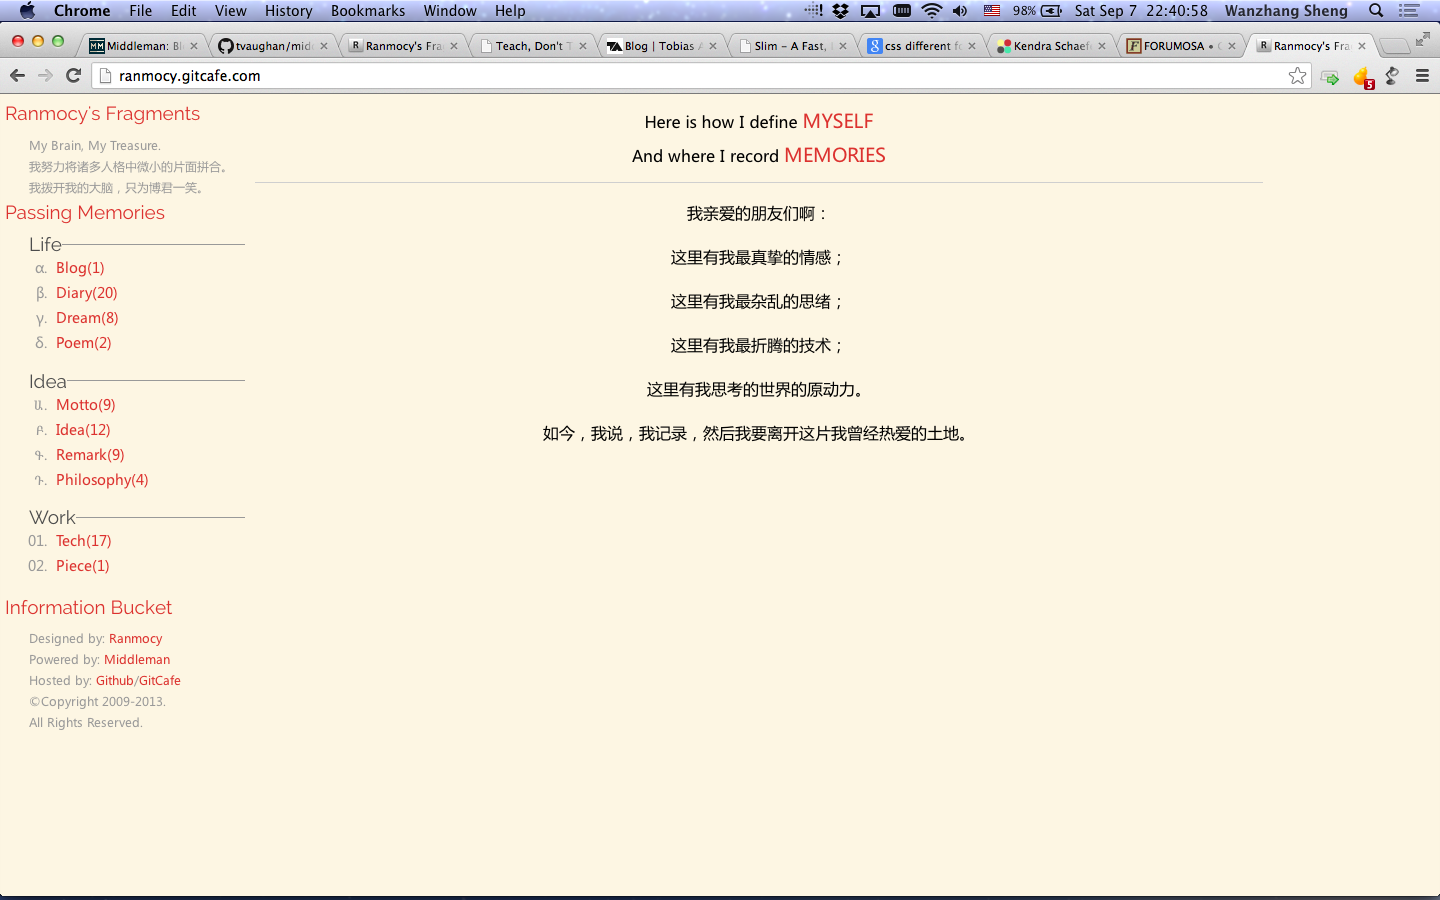 Chrome File Edit View History Bookmarks Window Help 98% Sat Sep 7 22:40:58 Wanzhang Sheng
Middleman: Bl tvaughan/mid Ranmocy's Fra Teach, Don't T Blog | Tobias A Slim – A Fast, css different fo Kendra Schaef FORUMOSA • Ranmocy's Fra
ranmocy.gitcafe.com 5
Ranmocy's Fragments
My Brain, My Treasure.
我努力将诸多人格中微小的片面拼合。
我拨开我的大脑，只为博君一笑。
Passing Memories
Life
α. Blog(1)
β. Diary(20)
γ. Dream(8)
δ. Poem(2)
Idea
Ա. Motto(9)
Բ. Idea(12)
Գ. Remark(9)
Դ. Philosophy(4)
Work
01. Tech(17)
02. Piece(1)
Information Bucket
Designed by: Ranmocy
Powered by: Middleman
Hosted by: Github/GitCafe
©Copyright 2009-2013.
All Rights Reserved.
Here is how I define MYSELF
And where I record MEMORIES
我亲爱的朋友们啊：
这里有我最真挚的情感；
这里有我最杂乱的思绪；
这里有我最折腾的技术；
这里有我思考的世界的原动力。
如今，我说，我记录，然后我要离开这片我曾经热爱的土地。